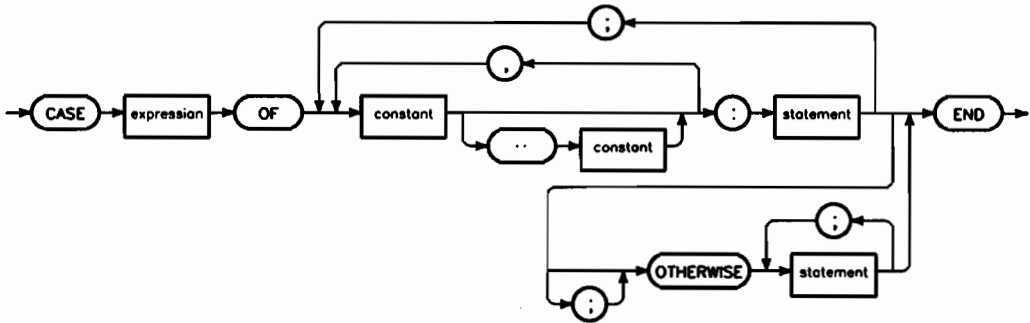 ;
,
CASE expression OF constant : statement END
.. constant
;
OTHERWISE statement
;